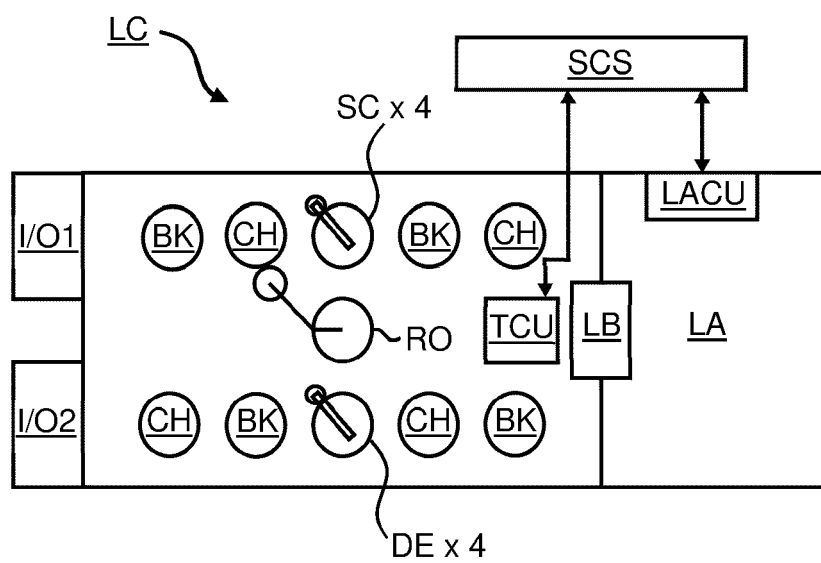 LC
SCS
SC x 4
LACU
I/O1
BK
CH
BK
CH
TCU
LB
LA
RO
I/O2
CH
BK
CH
BK
DE x 4